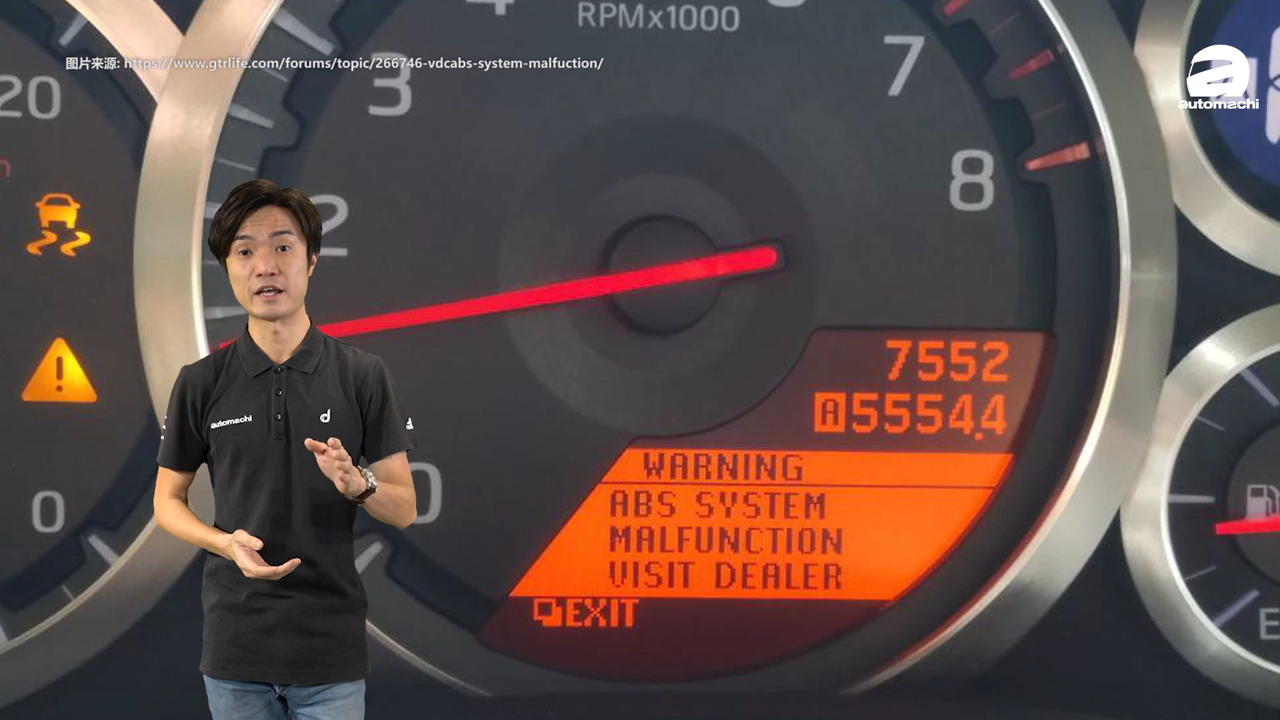 RPMx1000
图片来源: https://www.gtrlife.com/forums/topic/266746-vdcabs-system-malfuction/
automachi
20
3
7
2
8
7552
A 55554.4
WARNING
ABS SYSTEM
MALFUNCTION
VISIT DEALER
EXIT
automachi
d
0
0
E